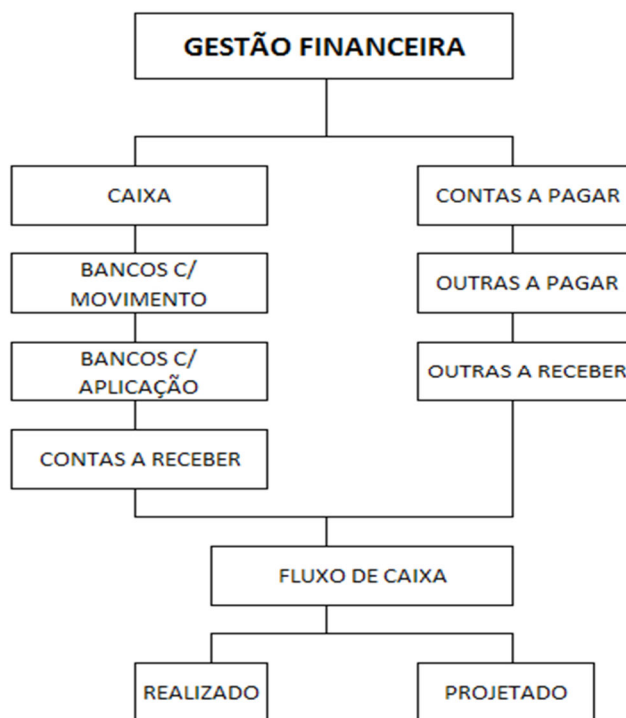 GESTÃO FINANCEIRA
CAIXA
BANCOS C/
MOVIMENTO
BANCOS C/
APLICAÇÃO
CONTAS A RECEBER
CONTAS A PAGAR
OUTRAS A PAGAR
OUTRAS A RECEBER
FLUXO DE CAIXA
REALIZADO
PROJETADO